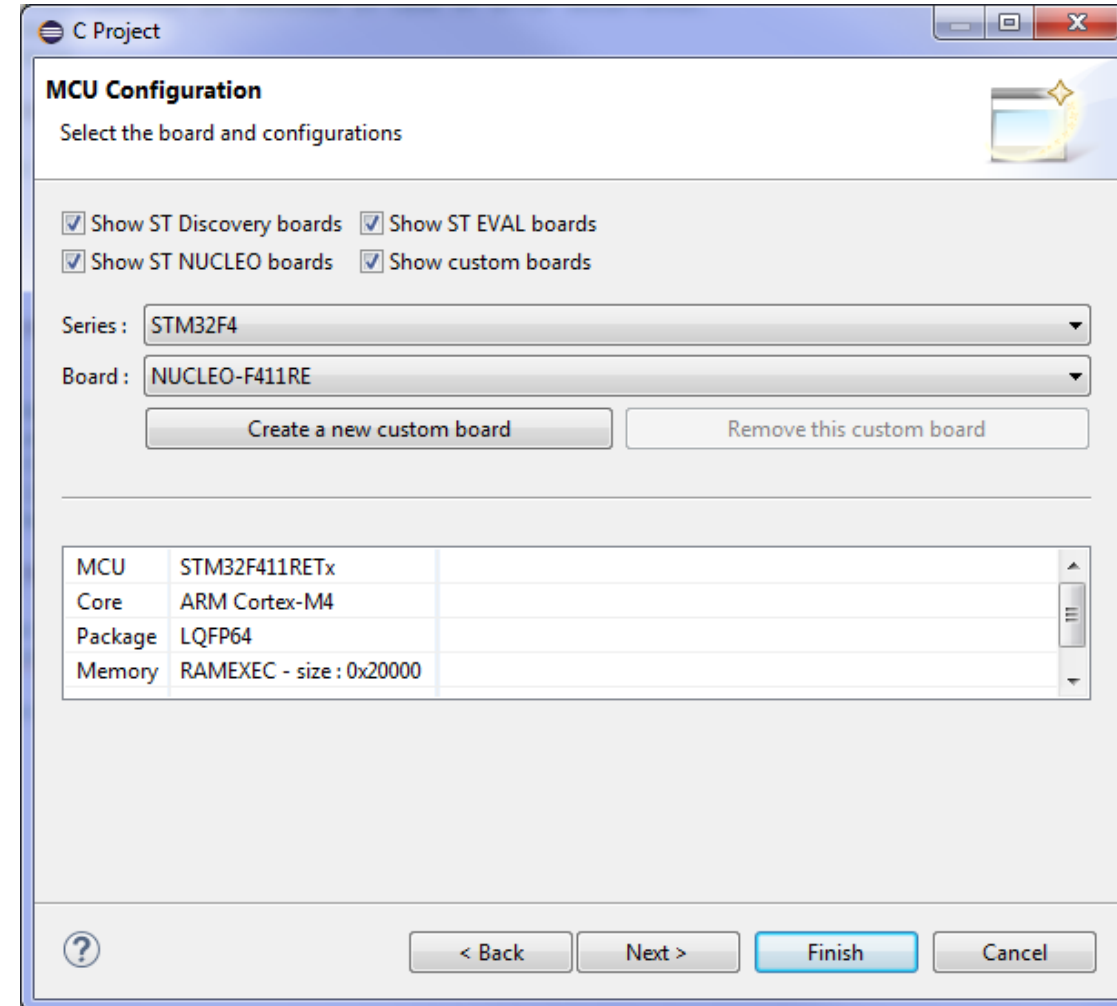 C Project
MCU Configuration
Select the board and configurations
Show ST Discovery boards Show ST EVAL boards
Show ST NUCLEO boards Show custom boards
Series : STM32F4
Board : NUCLEO-F411RE
Create a new custom board Remove this custom board
MCU STM32F411RETx
Core ARM Cortex-M4
Package LQFP64
Memory RAMEXEC - size : 0x20000
? < Back Next > Finish Cancel